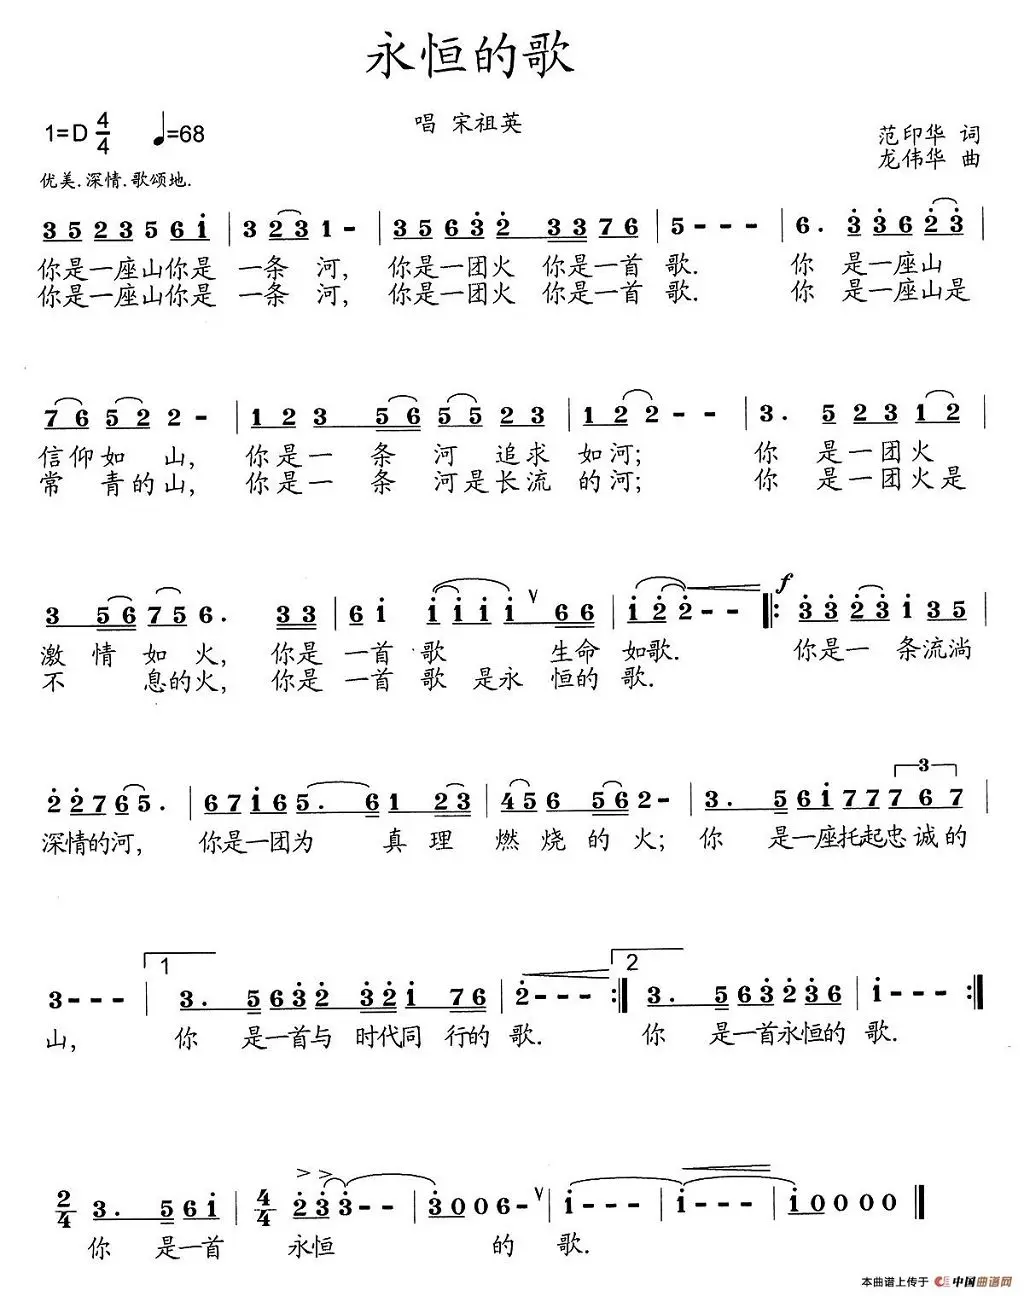 永恒的歌
1=D 4/4 ♩=68
唱 宋祖英
范印华 词
龙伟华 曲
优美.深情.歌颂地.
3 5 2 3 5 6 i | 3 2 3 1 - | 3 5 6 3 2 3 3 7 6 | 5 - - - | 6. 3 3 6 2 3 |
你是一座山你是 一条 河, 你是一团火 你是一首 歌. 你 是一座山
你是一座山你是 一条 河, 你是一团火 你是一首 歌. 你 是一座山是
7 6 5 2 2 - | 1 2 3 5 6 5 5 2 3 | 1 2 2 - - | 3. 5 2 3 1 2 |
信仰如 山, 你是一 条 河 追求 如河; 你 是一团火
常 青的山, 你是一 条 河是长流 的河; 你 是一团火是
f
3 5 6 7 5 6. 3 3 | 6 i i i i i ∨ 6 6 | i 2 2 - - ‖: 3 3 2 3 i 3 5 |
激 情 如 火, 你是 一首 歌 生命 如歌. 你是一 条流淌
不 息的火, 你是 一首 歌 是永 恒的 歌.
3
2 2 7 6 5. | 6 7 i 6 5. 6 1 2 3 | 4 5 6 5 6 2 - | 3. 5 6 i 7 7 7 6 7 |
深情的河, 你是一团为 真 理 燃 烧 的 火; 你 是一座托起忠诚的
1 2
3 - - - | 3. 5 6 3 2 3 2 i 7 6 | 2 - - - :‖ 3. 5 6 3 2 3 6 | i - - - :‖
山, 你 是一首与 时代同 行的 歌. 你 是一首永恒的 歌.
2/4 3. 5 6 i | 4/4 2 3 3 - - | 3 0 0 6 - ∨ | i - - - | i - - - | i 0 0 0 0 ‖
你 是一首 永恒 的 歌.
本曲谱上传于 中国曲谱网